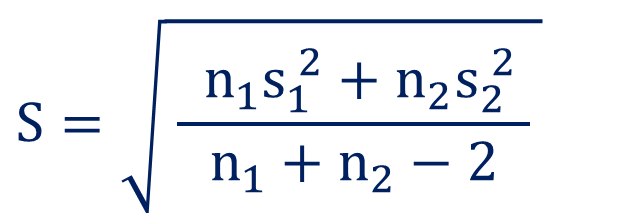 S = √((n₁s₁² + n₂s₂²)/(n₁ + n₂ − 2))